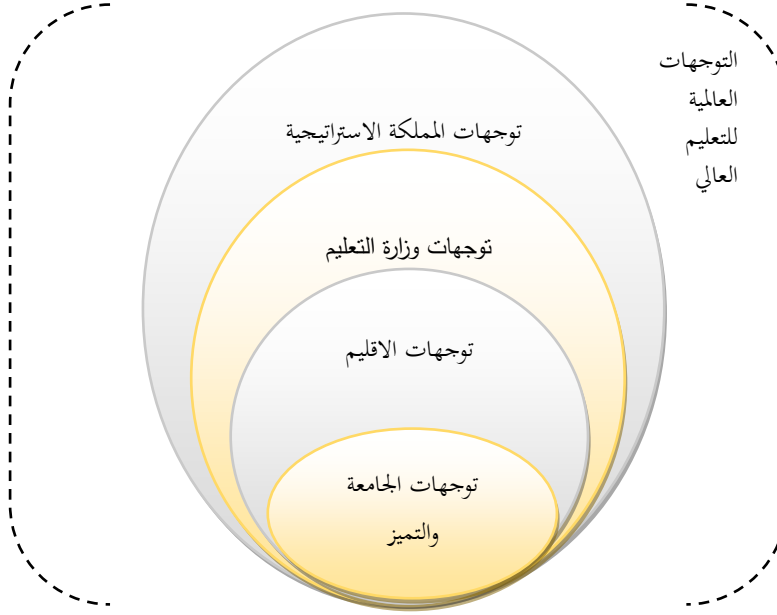 التوجهات
العالمية
للتعليم
العالي
توجهات المملكة الاستراتيجية
توجهات وزارة التعليم
توجهات الاقليم
توجهات الجامعة
والتميز